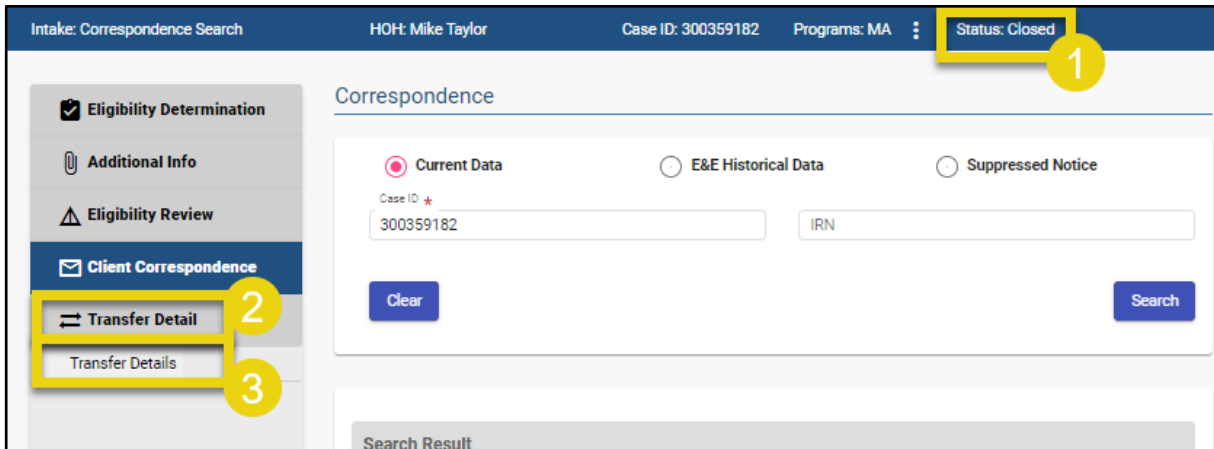 Intake: Correspondence Search HOH: Mike Taylor Case ID: 300359182 Programs: MA Status: Closed
1
Eligibility Determination
Additional Info
Eligibility Review
Client Correspondence
Transfer Detail
2
Transfer Details
3
Correspondence
Current Data E&E Historical Data Suppressed Notice
Case ID *
300359182 IRN
Clear Search
Search Result